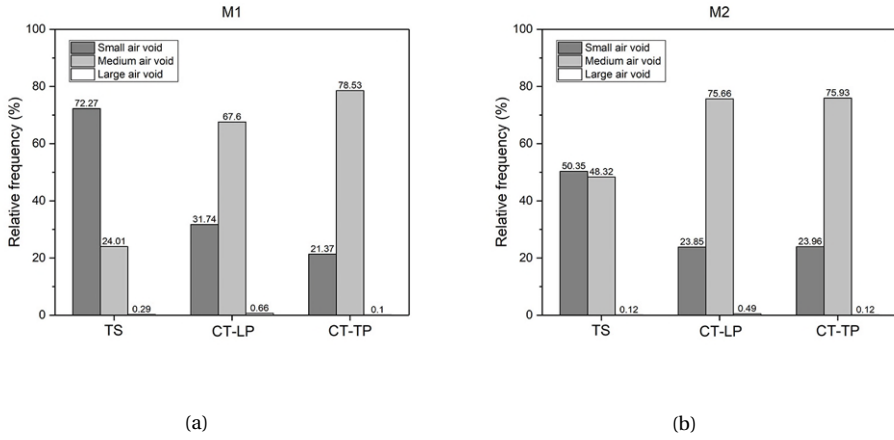 M1
100
80
60
40
20
0
Relative frequency (%)
Small air void
Medium air void
Large air void
72.27
24.01
0.29
31.74
67.6
0.66
21.37
78.53
0.1
TS
CT-LP
CT-TP
(a)
M2
100
80
60
40
20
0
Relative frequency (%)
Small air void
Medium air void
Large air void
50.35
48.32
0.12
23.85
75.66
0.49
23.96
75.93
0.12
TS
CT-LP
CT-TP
(b)